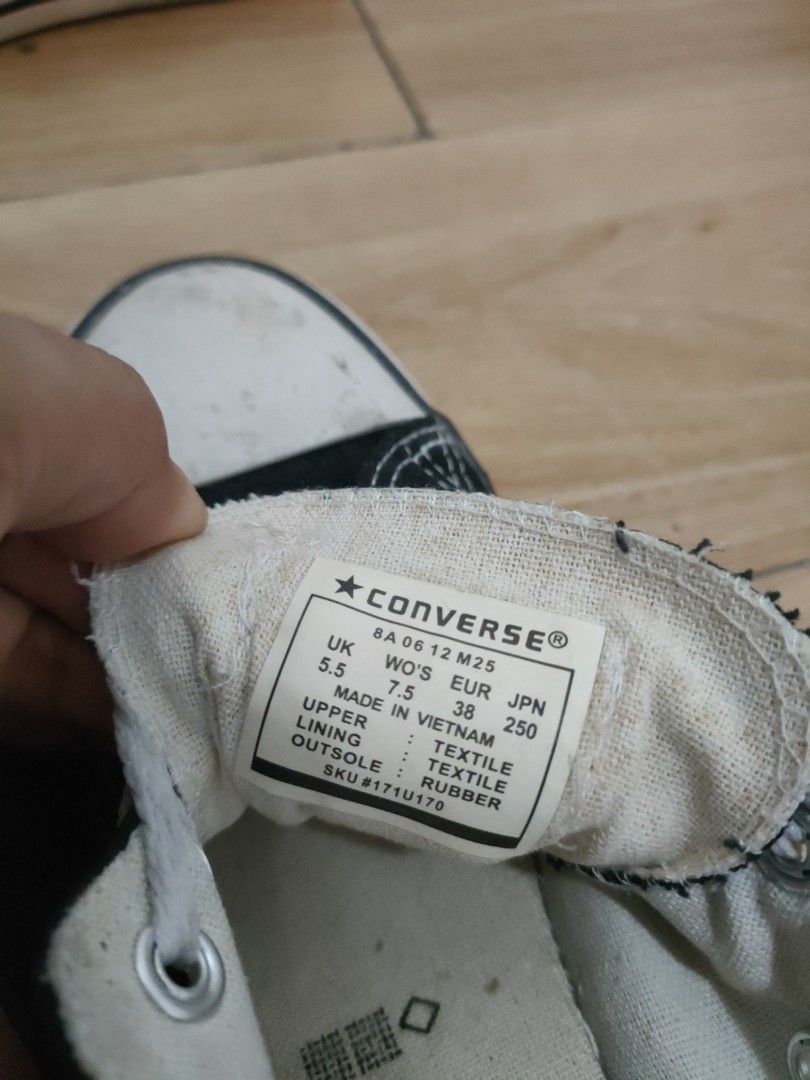 ★CONVERSE®
8A 06 12 M25
UK WO'S EUR JPN
5.5 7.5 38 250
MADE IN VIETNAM
UPPER : TEXTILE
LINING : TEXTILE
OUTSOLE : RUBBER
SKU #171U170